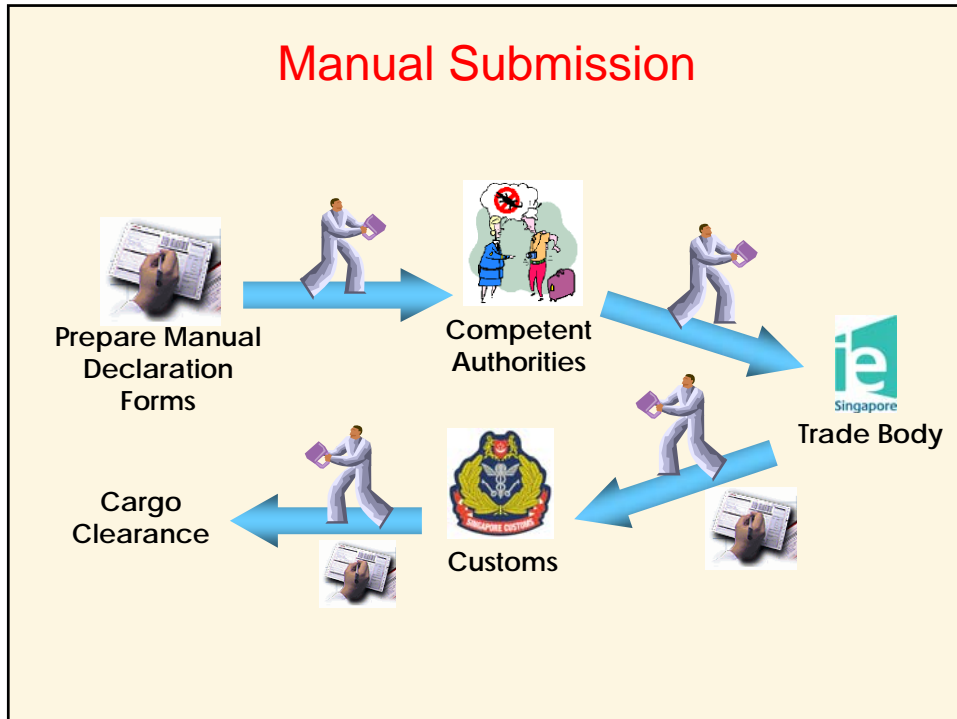 Manual Submission
Prepare Manual
Declaration
Forms
Competent
Authorities
ie
Singapore
Trade Body
SINGAPORE CUSTOMS
Customs
Cargo
Clearance